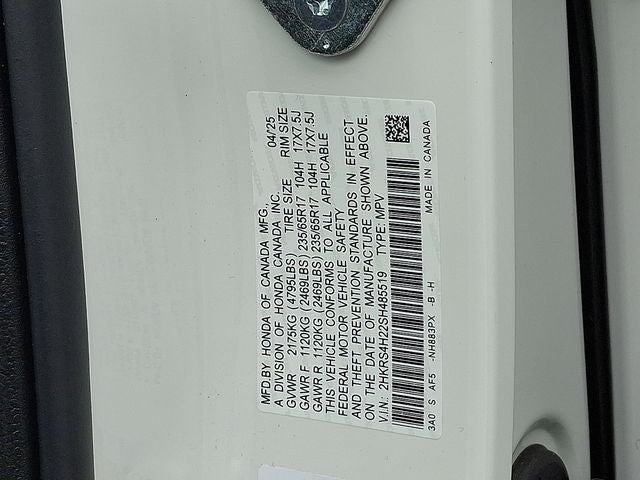 MFD.BY HONDA OF CANADA MFG.,
A DIVISION OF HONDA CANADA INC. 04/25
GVWR 2175KG (4795LBS) TIRE SIZE RIM SIZE
GAWR F 1120KG (2469LBS) 235/65R17 104H 17X7.5J
GAWR R 1120KG (2469LBS) 235/65R17 104H 17X7.5J
THIS VEHICLE CONFORMS TO ALL APPLICABLE
FEDERAL MOTOR VEHICLE SAFETY
AND THEFT PREVENTION STANDARDS IN EFFECT
ON THE DATE OF MANUFACTURE SHOWN ABOVE.
V.I.N.: 2HKRS4H22SH485519 TYPE: MPV
3A0 S AF5 -NH883PX -B -H MADE IN CANADA